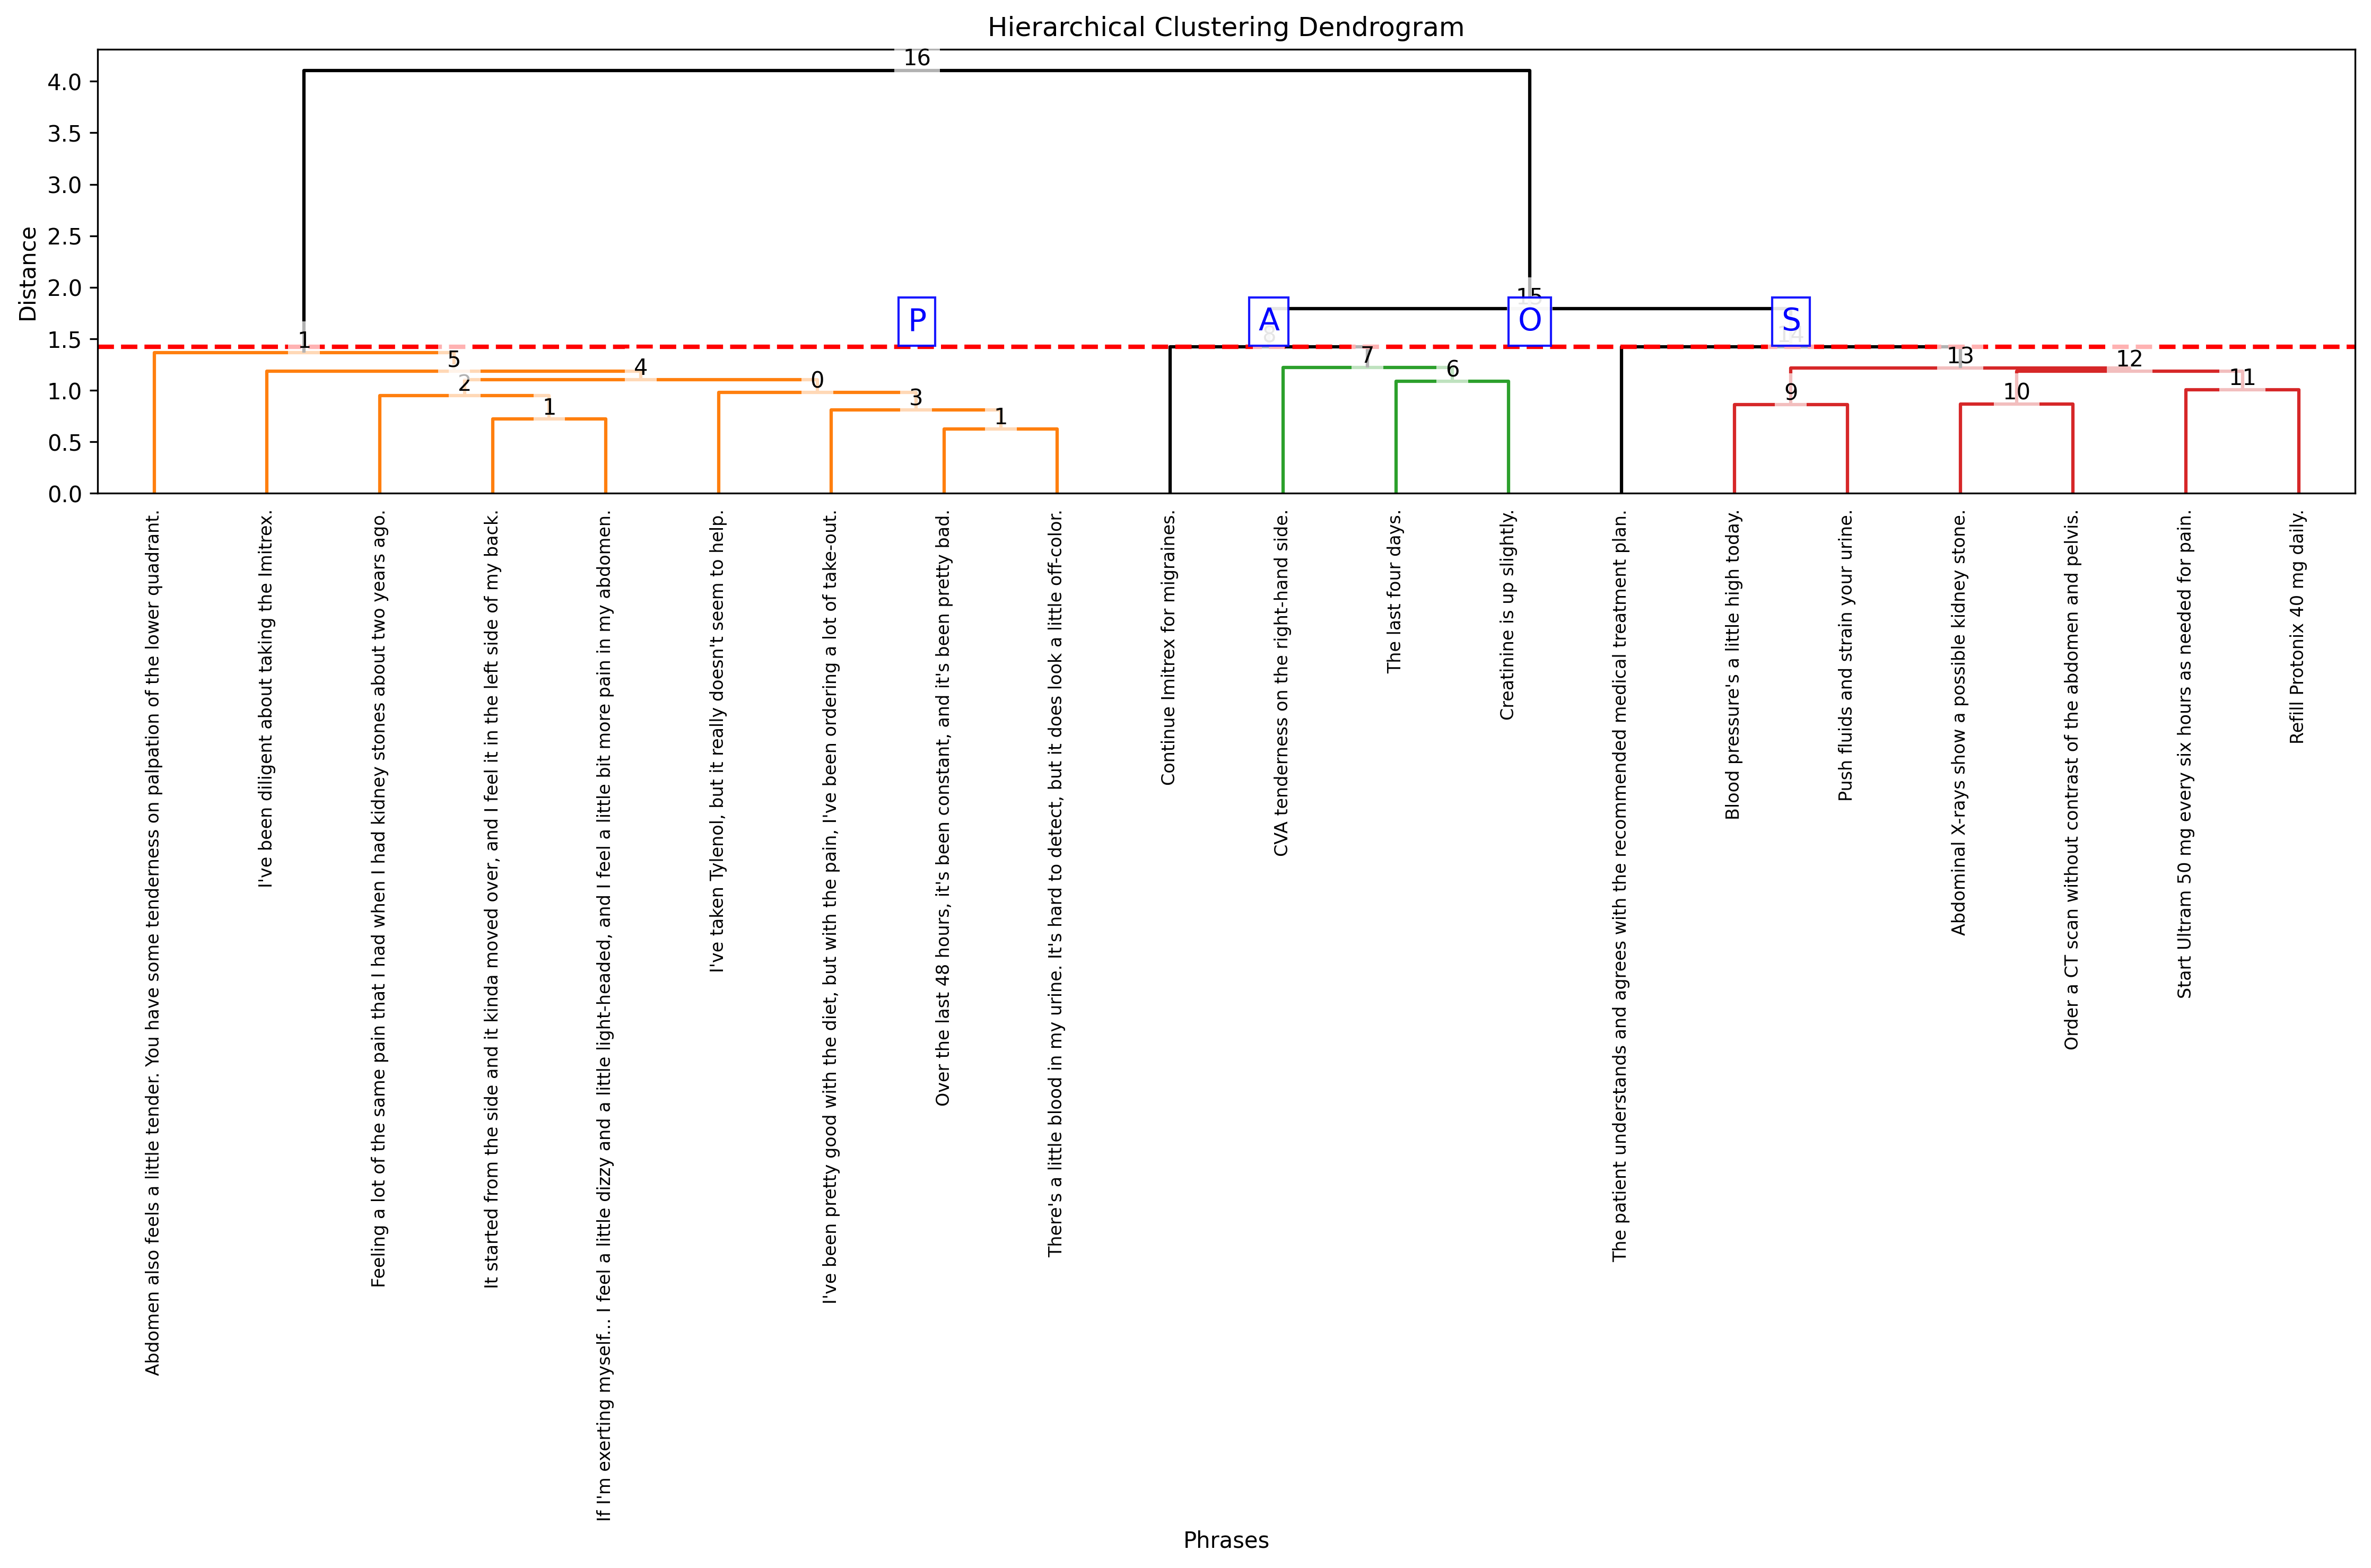 Hierarchical Clustering Dendrogram
Distance
4.0
3.5
3.0
2.5
2.0
1.5
1.0
0.5
0.0
16
15
P
A
O
S
8
14
1
5
4
2
0
1
3
1
7
6
13
12
11
9
10
Abdomen also feels a little tender. You have some tenderness on palpation of the lower quadrant.
I've been diligent about taking the Imitrex.
Feeling a lot of the same pain that I had when I had kidney stones about two years ago.
It started from the side and it kinda moved over, and I feel it in the left side of my back.
If I'm exerting myself... I feel a little dizzy and a little light-headed, and I feel a little bit more pain in my abdomen.
I've taken Tylenol, but it really doesn't seem to help.
I've been pretty good with the diet, but with the pain, I've been ordering a lot of take-out.
Over the last 48 hours, it's been constant, and it's been pretty bad.
There's a little blood in my urine. It's hard to detect, but it does look a little off-color.
Continue Imitrex for migraines.
CVA tenderness on the right-hand side.
The last four days.
Creatinine is up slightly.
The patient understands and agrees with the recommended medical treatment plan.
Blood pressure's a little high today.
Push fluids and strain your urine.
Abdominal X-rays show a possible kidney stone.
Order a CT scan without contrast of the abdomen and pelvis.
Start Ultram 50 mg every six hours as needed for pain.
Refill Protonix 40 mg daily.
Phrases